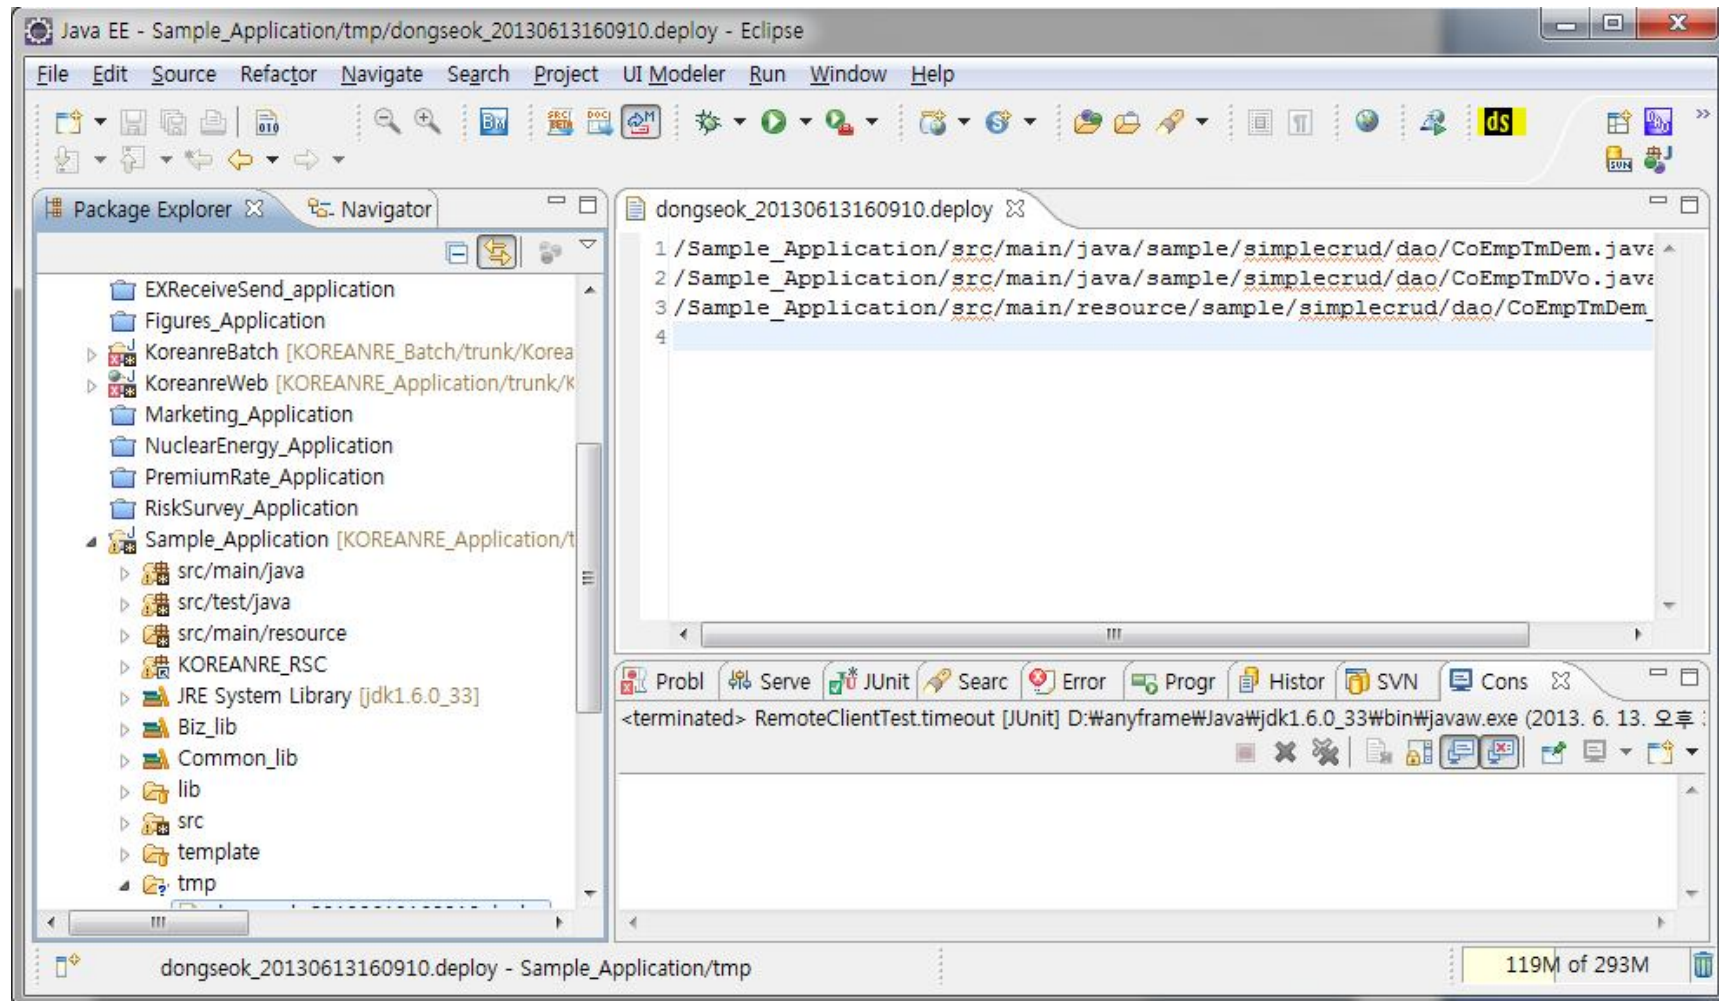 Java EE - Sample_Application/tmp/dongseok_20130613160910.deploy - Eclipse
File Edit Source Refactor Navigate Search Project UI Modeler Run Window Help
ds
Package Explorer Navigator
EXReceiveSend_application
Figures_Application
KoreanreBatch [KOREANRE_Batch/trunk/Korea
KoreanreWeb [KOREANRE_Application/trunk/K
Marketing_Application
NuclearEnergy_Application
PremiumRate_Application
RiskSurvey_Application
Sample_Application [KOREANRE_Application/t
src/main/java
src/test/java
src/main/resource
KOREANRE_RSC
JRE System Library [jdk1.6.0_33]
Biz_lib
Common_lib
lib
src
template
tmp
dongseok_20130613160910.deploy
1 /Sample_Application/src/main/java/sample/simplecrud/dao/CoEmpTmDem.java
2 /Sample_Application/src/main/java/sample/simplecrud/dao/CoEmpTmDVo.java
3 /Sample_Application/src/main/resource/sample/simplecrud/dao/CoEmpTmDem_
4
Probl Serve JUnit Searc Error Progr Histor SVN Cons
<terminated> RemoteClientTest.timeout [JUnit] D:₩anyframe₩Java₩jdk1.6.0_33₩bin₩javaw.exe (2013. 6. 13. 오후
dongseok_20130613160910.deploy - Sample_Application/tmp
119M of 293M